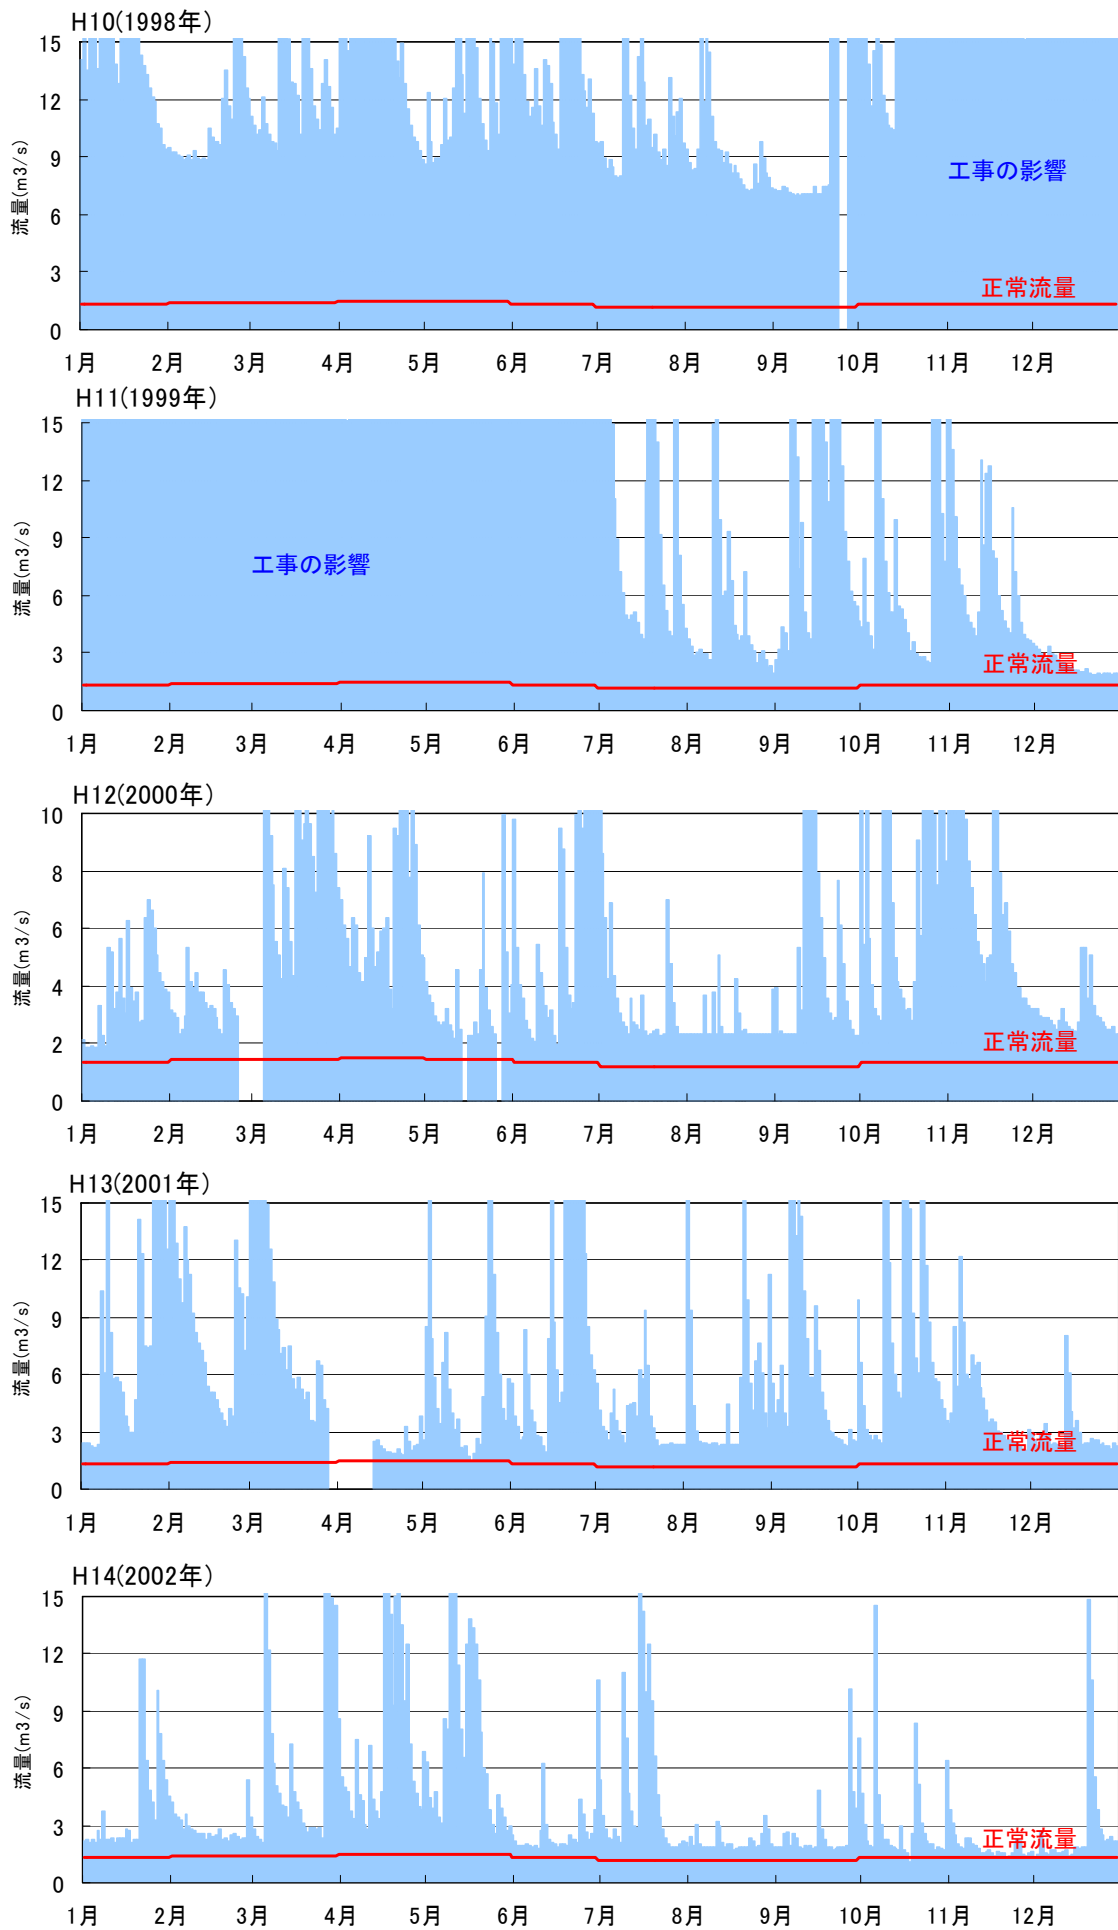 H10(1998年)
15
12
9
6
3
0
流量(m3/s)
工事の影響
正常流量
1月 2月 3月 4月 5月 6月 7月 8月 9月 10月 11月 12月
H11(1999年)
15
12
9
6
3
0
流量(m3/s)
工事の影響
正常流量
1月 2月 3月 4月 5月 6月 7月 8月 9月 10月 11月 12月
H12(2000年)
10
8
6
4
2
0
流量(m3/s)
正常流量
1月 2月 3月 4月 5月 6月 7月 8月 9月 10月 11月 12月
H13(2001年)
15
12
9
6
3
0
流量(m3/s)
正常流量
1月 2月 3月 4月 5月 6月 7月 8月 9月 10月 11月 12月
H14(2002年)
15
12
9
6
3
0
流量(m3/s)
正常流量
1月 2月 3月 4月 5月 6月 7月 8月 9月 10月 11月 12月